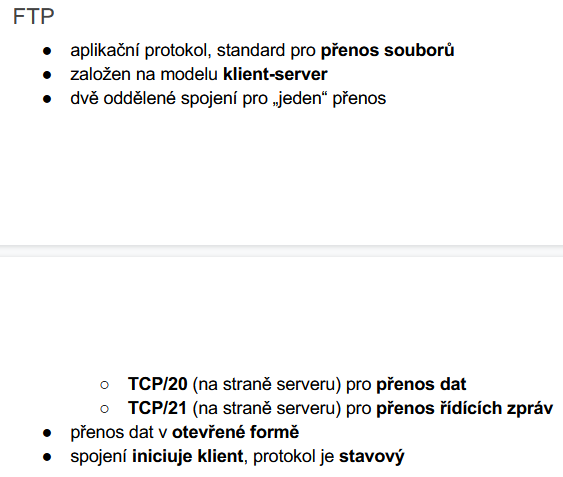 FTP
● aplikační protokol, standard pro přenos souborů
● založen na modelu klient-server
● dvě oddělené spojení pro „jeden“ přenos
○ TCP/20 (na straně serveru) pro přenos dat
○ TCP/21 (na straně serveru) pro přenos řídících zpráv
● přenos dat v otevřené formě
● spojení iniciuje klient, protokol je stavový